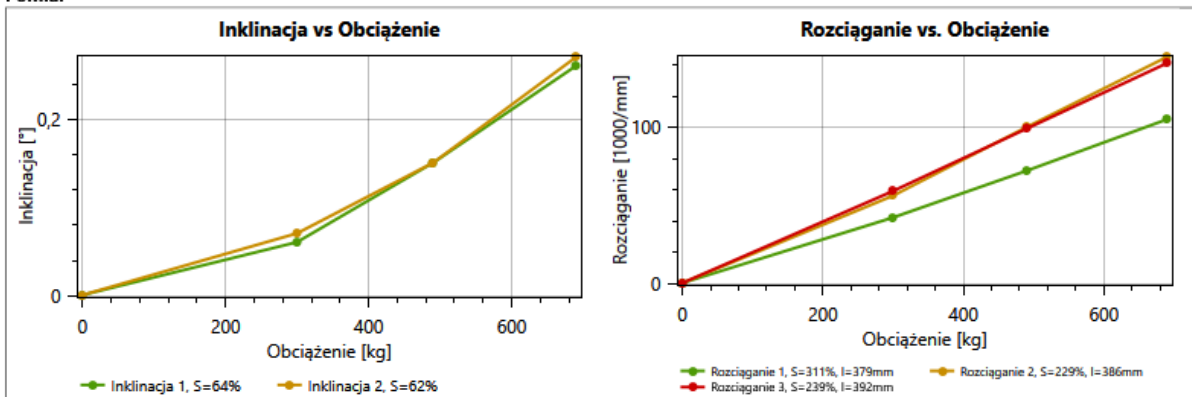 Inklinacja vs Obciążenie
Inklinacja [°]
0,2
0
0 200 400 600
Obciążenie [kg]
Inklinacja 1, S=64% Inklinacja 2, S=62%
Rozciąganie vs. Obciążenie
Rozciąganie [1000/mm]
100
0
0 200 400 600
Obciążenie [kg]
Rozciąganie 1, S=311%, l=379mm Rozciąganie 2, S=229%, l=386mm
Rozciąganie 3, S=239%, l=392mm